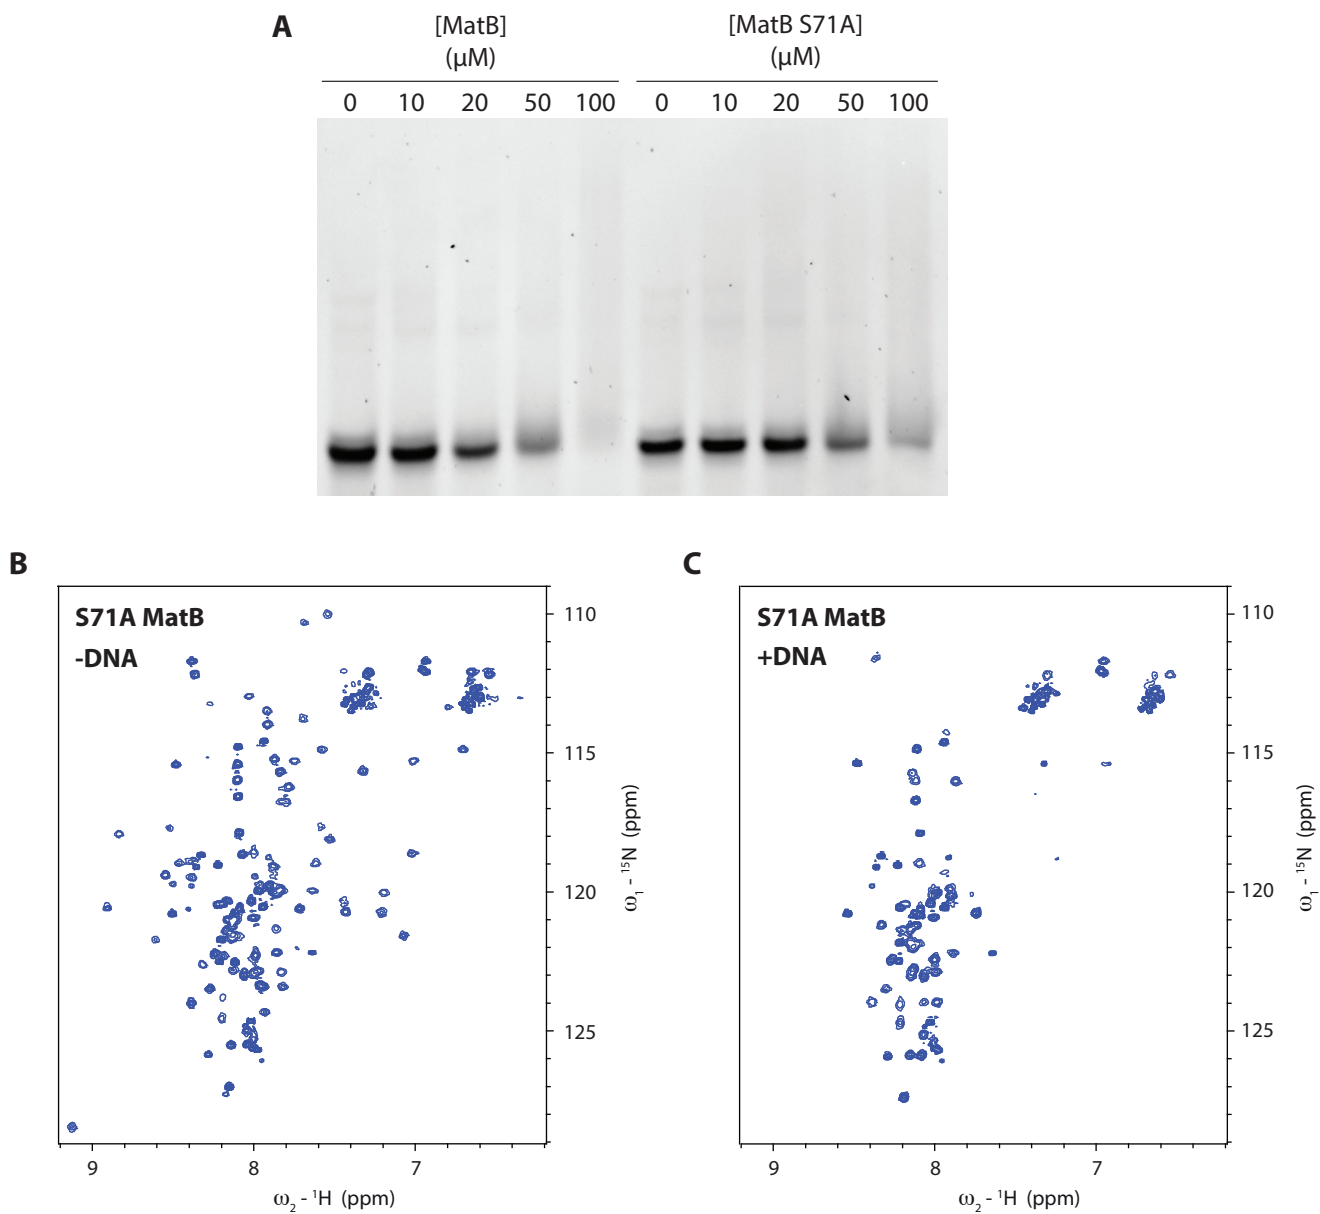 A
[MatB]
(µM)
[MatB S71A]
(µM)
0 10 20 50 100 0 10 20 50 100
B
S71A MatB
-DNA
110
115
120
125
ω1 - 15N (ppm)
9 8 7
ω2 - 1H (ppm)
C
S71A MatB
+DNA
110
115
120
125
ω1 - 15N (ppm)
9 8 7
ω2 - 1H (ppm)